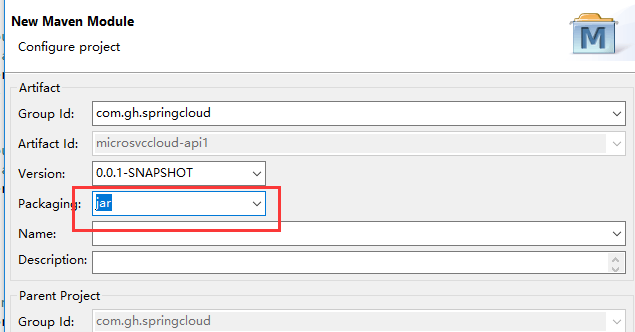 New Maven Module
Configure project
M
Artifact
Group Id: com.gh.springcloud
Artifact Id: microsvccloud-api1
Version: 0.0.1-SNAPSHOT
Packaging: jar
Name:
Description:
Parent Project
Group Id: com.gh.springcloud